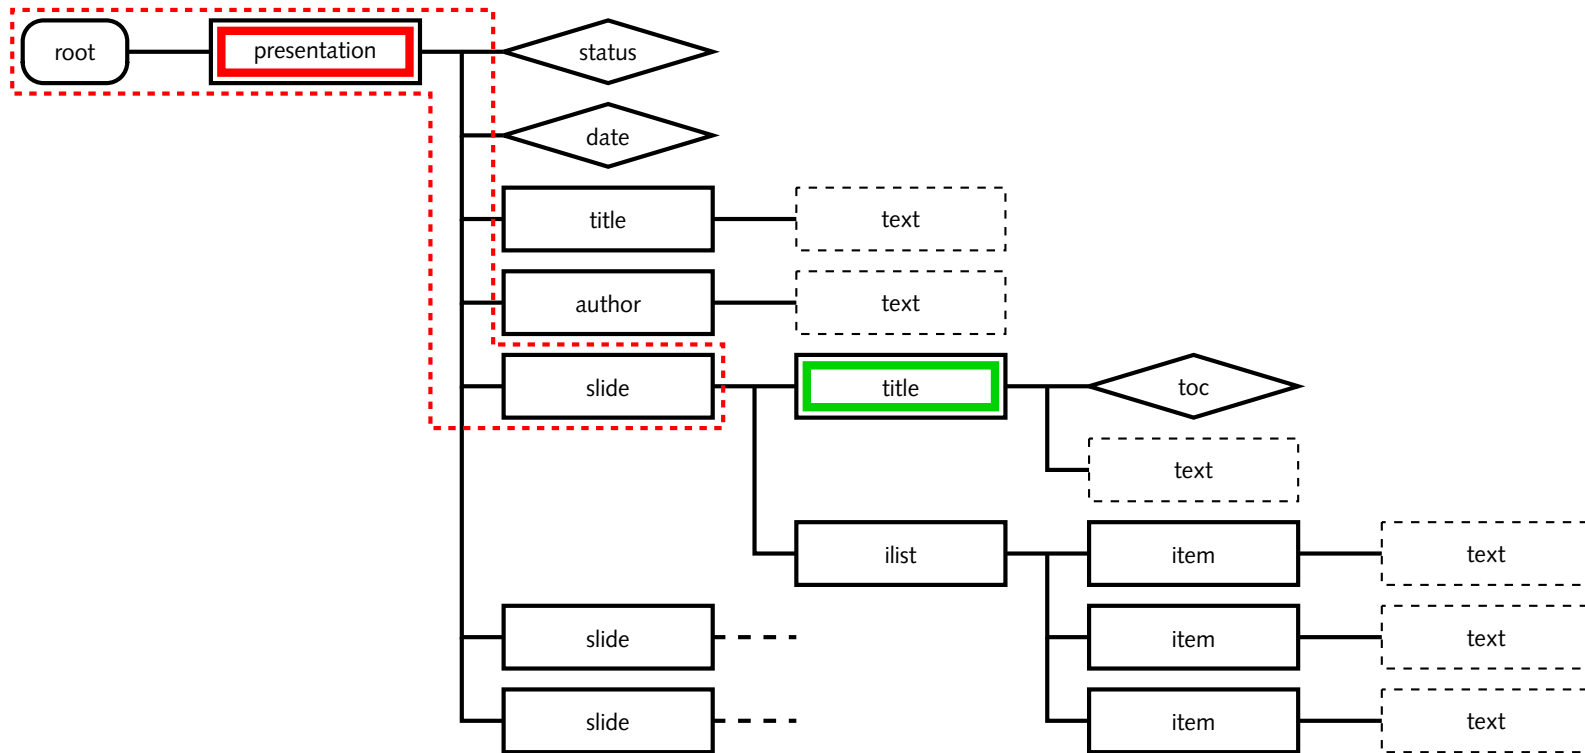 root presentation status
date
title text
author text
slide title toc
text
ilist item text
slide item text
slide item text